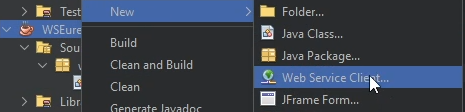 Test
WSEure
Sou
Libr
New
Build
Clean and Build
Clean
Generate Javadoc
Folder...
Java Class...
Java Package...
Web Service Client...
JFrame Form...